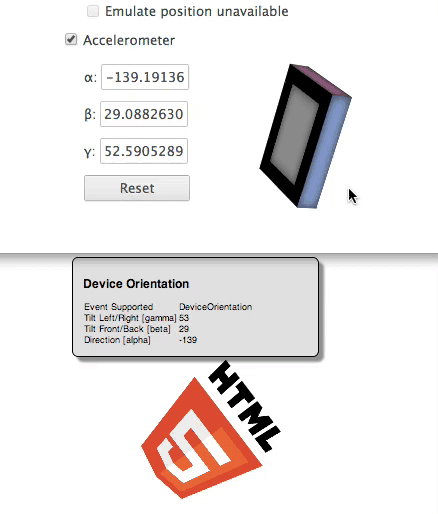 Emulate position unavailable
Accelerometer
α: -139.19136
β: 29.0882630
γ: 52.5905289
Reset
Device Orientation
Event Supported DeviceOrientation
Tilt Left/Right [gamma] 53
Tilt Front/Back [beta] 29
Direction [alpha] -139
HTML
5